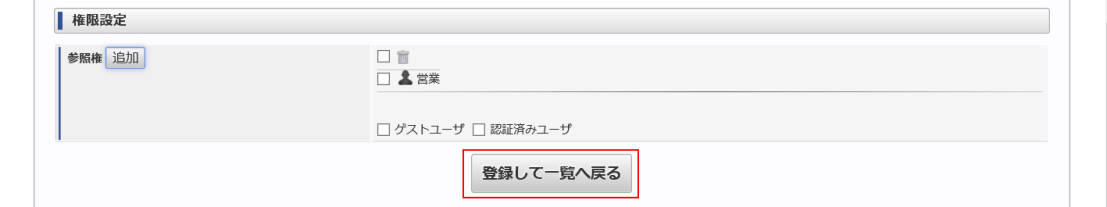 権限設定
参照権 追加
営業
ゲストユーザ 認証済みユーザ
登録して一覧へ戻る